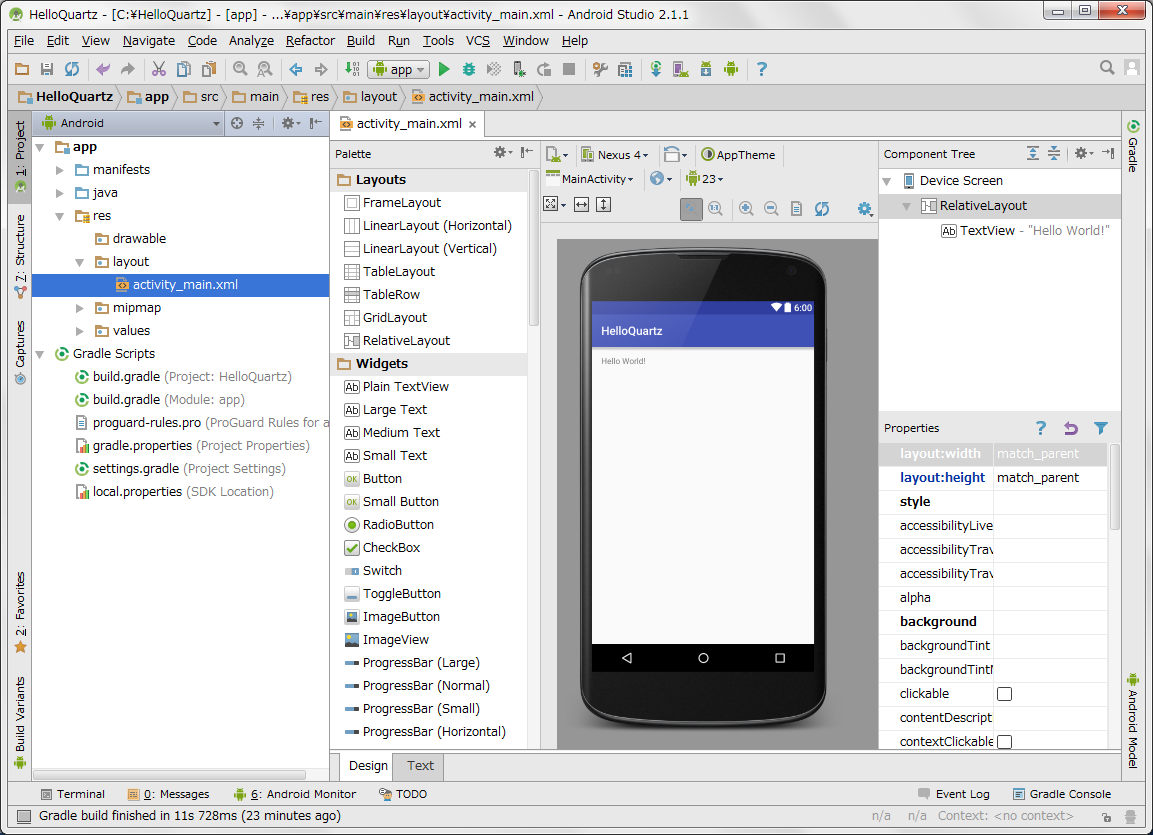 HelloQuartz - [C:¥HelloQuartz] - [app] - ...¥app¥src¥main¥res¥layout¥activity_main.xml - Android Studio 2.1.1
File Edit View Navigate Code Analyze Refactor Build Run Tools VCS Window Help
app
HelloQuartz app src main res layout activity_main.xml
1: Project
Z: Structure
Captures
2: Favorites
Build Variants
Android
app
manifests
java
res
drawable
layout
activity_main.xml
mipmap
values
Gradle Scripts
build.gradle (Project: HelloQuartz)
build.gradle (Module: app)
proguard-rules.pro (ProGuard Rules for a
gradle.properties (Project Properties)
settings.gradle (Project Settings)
local.properties (SDK Location)
activity_main.xml
Palette
Layouts
FrameLayout
LinearLayout (Horizontal)
LinearLayout (Vertical)
TableLayout
TableRow
GridLayout
RelativeLayout
Widgets
Ab Plain TextView
Ab Large Text
Ab Medium Text
Ab Small Text
OK Button
OK Small Button
RadioButton
CheckBox
Switch
ToggleButton
ImageButton
ImageView
ProgressBar (Large)
ProgressBar (Normal)
ProgressBar (Small)
ProgressBar (Horizontal)
Nexus 4 AppTheme
MainActivity 23
6:00
HelloQuartz
Hello World!
Design Text
Component Tree
Device Screen
RelativeLayout
Ab TextView - "Hello World!"
Properties
layout:width match_parent
layout:height match_parent
style
accessibilityLive
accessibilityTrav
accessibilityTrav
alpha
background
backgroundTint
backgroundTintM
clickable
contentDescript
contextClickable
Gradle
Android Model
Terminal 0: Messages 6: Android Monitor TODO Event Log Gradle Console
Gradle build finished in 11s 728ms (23 minutes ago) n/a n/a Context: <no context>